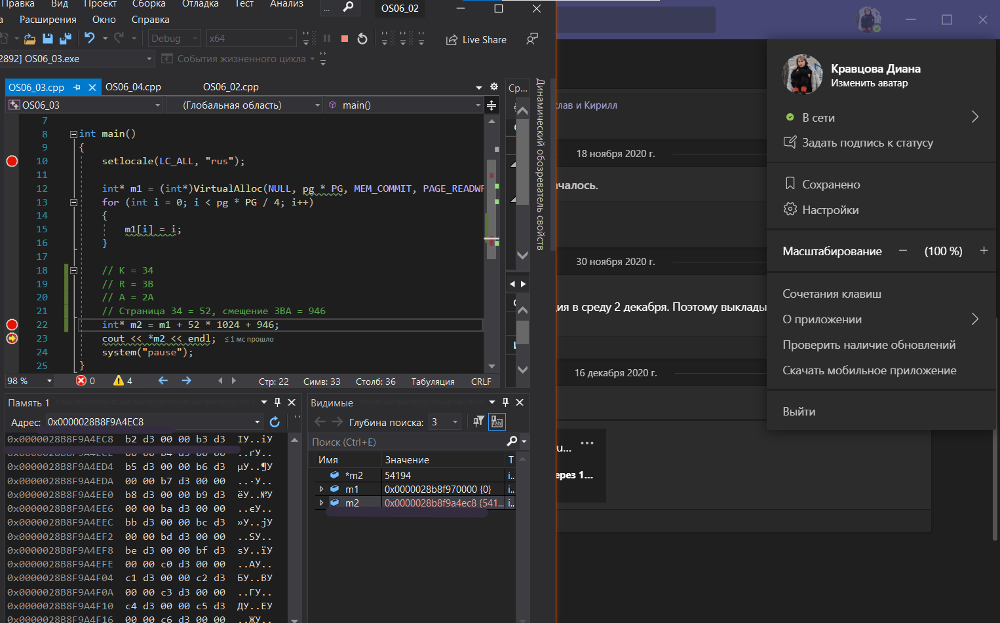 Правка Вид Проект Сборка Отладка Тест Анализ ... OS06_02
Расширения Окно Справка
Debug x64 Live Share
2892] OS06_03.exe События жизненного цикла
OS06_03.cpp OS06_04.cpp OS06_02.cpp Ср...
OS06_03 (Глобальная область) main()
Динамический обозреватель свойств
7
8 int main()
9 {
10 setlocale(LC_ALL, "rus");
11
12 int* m1 = (int*)VirtualAlloc(NULL, pg * PG, MEM_COMMIT, PAGE_READWR
13 for (int i = 0; i < pg * PG / 4; i++)
14 {
15 m1[i] = i;
16 }
17
18 // K = 34
19 // R = 3B
20 // A = 2A
21 // Страница 34 = 52, смещение 3BA = 946
22 int* m2 = m1 + 52 * 1024 + 946;
23 cout << *m2 << endl; ≤ 1 мс прошло
24 system("pause");
25 }
98 % 0 4 Стр: 22 Симв: 33 Столб: 36 Табуляция CRLF
Память 1
Адрес: 0x0000028B8F9A4EC8
0x0000028B8F9A4EC8 b2 d3 00 00 b3 d3 IУ..iУ
0x0000028B8F9A4ECE 00 00 b4 d3 00 00 ..ґУ..
0x0000028B8F9A4ED4 b5 d3 00 00 b6 d3 µУ..¶У
0x0000028B8F9A4EDA 00 00 b7 d3 00 00 ..·У..
0x0000028B8F9A4EE0 b8 d3 00 00 b9 d3 ёУ..№У
0x0000028B8F9A4EE6 00 00 ba d3 00 00 ..єУ..
0x0000028B8F9A4EEC bb d3 00 00 bc d3 »У..јУ
0x0000028B8F9A4EF2 00 00 bd d3 00 00 ..ЅУ..
0x0000028B8F9A4EF8 be d3 00 00 bf d3 ѕУ..їУ
0x0000028B8F9A4EFE 00 00 c0 d3 00 00 ..АУ..
0x0000028B8F9A4F04 c1 d3 00 00 c2 d3 БУ..ВУ
0x0000028B8F9A4F0A 00 00 c3 d3 00 00 ..ГУ..
0x0000028B8F9A4F10 c4 d3 00 00 c5 d3 ДУ..ЕУ
0x0000028B8F9A4F16 00 00 c6 d3 00 00 ..ЖУ..
Видимые
Глубина поиска: 3
Поиск (Ctrl+E)
Имя Значение Т
*m2 54194 i..
m1 0x0000028b8f970000 {0} i..
m2 0x0000028b8f9a4ec8 {541... i..
лав и Кирилл
18 ноября 2020 г.
чалось.
30 ноября 2020 г.
ия в среду 2 декабря. Поэтому выклады
16 декабря 2020 г.
u... •••
ерез 1...
Кравцова Диана
Изменить аватар
В сети
Задать подпись к статусу
Сохранено
Настройки
Масштабирование − (100 %) +
Сочетания клавиш
О приложении
Проверить наличие обновлений
Скачать мобильное приложение
Выйти